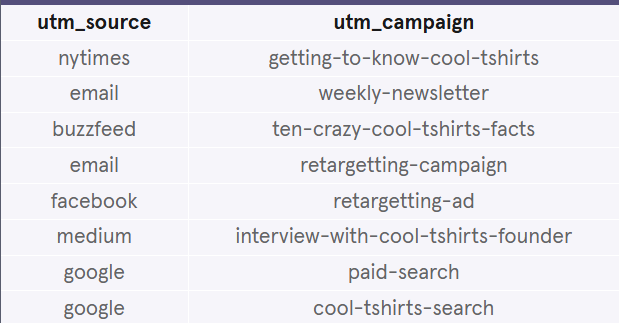 utm_source utm_campaign
nytimes getting-to-know-cool-tshirts
email weekly-newsletter
buzzfeed ten-crazy-cool-tshirts-facts
email retargetting-campaign
facebook retargetting-ad
medium interview-with-cool-tshirts-founder
google paid-search
google cool-tshirts-search